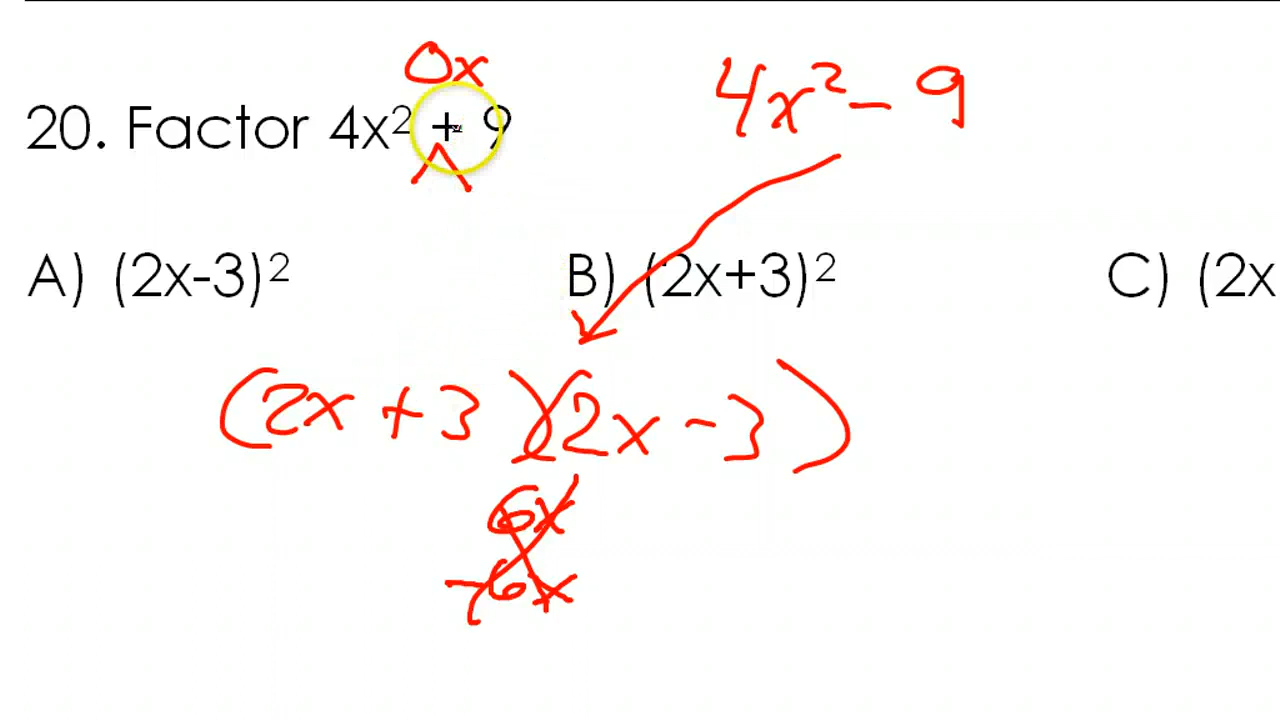 0x
4x² - 9
20. Factor 4x² + 9
A) (2x-3)² B) (2x+3)² C) (2x
(2x + 3)(2x - 3)
6x
-6x